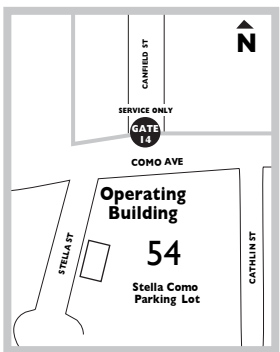 N
CANFIELD ST
SERVICE ONLY
GATE
14
COMO AVE
Operating
Building
54
STELLA ST
CATHLIN ST
Stella Como
Parking Lot